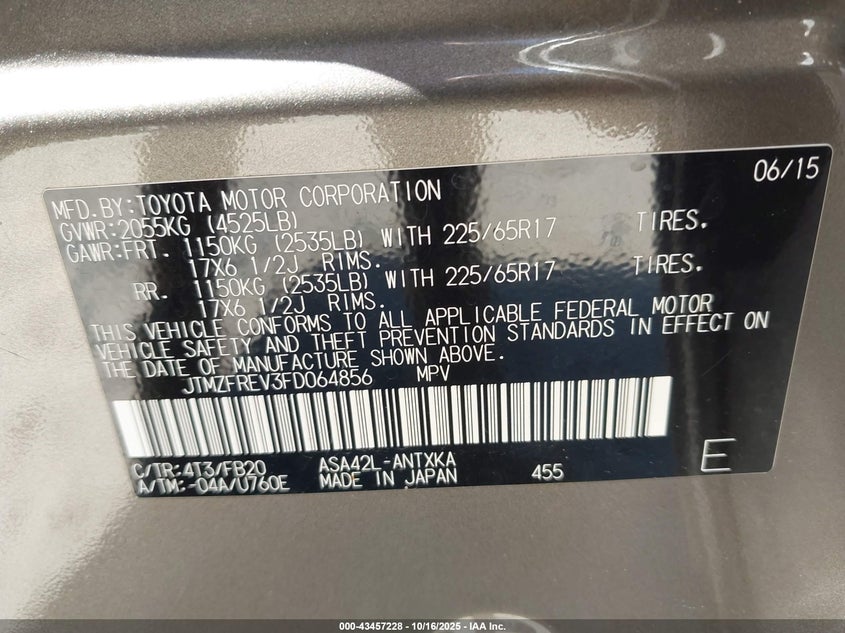 06/15
MFD.BY:TOYOTA MOTOR CORPORATION
GVWR:2055KG (4525LB)
GAWR:FRT. 1150KG (2535LB) WITH 225/65R17 TIRES.
17X6 1/2J RIMS.
RR. 1150KG (2535LB) WITH 225/65R17 TIRES.
17X6 1/2J RIMS.
THIS VEHICLE CONFORMS TO ALL APPLICABLE FEDERAL MOTOR
VEHICLE SAFETY AND THEFT PREVENTION STANDARDS IN EFFECT ON
THE DATE OF MANUFACTURE SHOWN ABOVE.
JTMZFREV3FD064856 MPV
C/TR:4T3/FB20 ASA42L-ANTXKA
A/TM:-04A/U760E MADE IN JAPAN 455 E
000-43457228 - 10/16/2025 - IAA Inc.